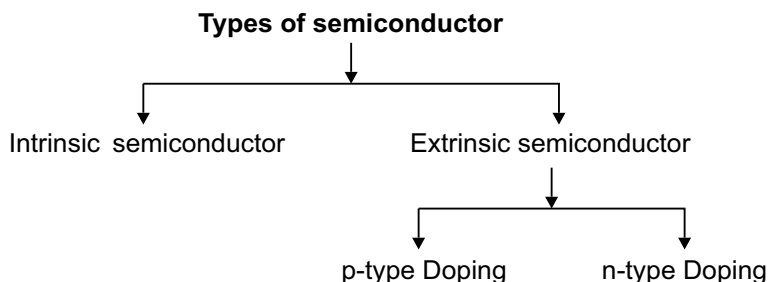 Types of semiconductor
Intrinsic semiconductor
Extrinsic semiconductor
p-type Doping
n-type Doping